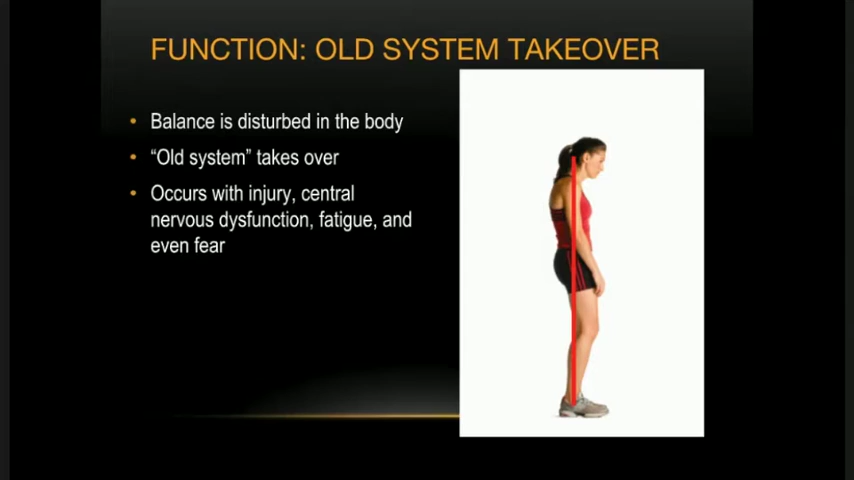 FUNCTION: OLD SYSTEM TAKEOVER
• Balance is disturbed in the body
• “Old system” takes over
• Occurs with injury, central
nervous dysfunction, fatigue, and
even fear